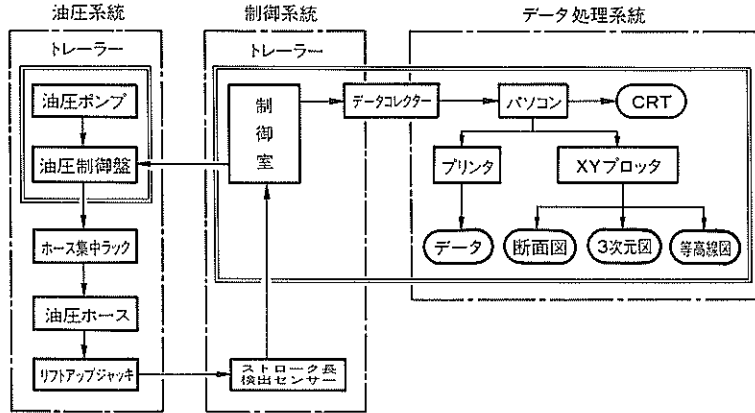 油圧系統
制御系統
データ処理系統
トレーラー
トレーラー
油圧ポンプ
油圧制御盤
ホース集中ラック
油圧ホース
リフトアップジャッキ
制
御
室
ストローク長
検出センサー
データコレクター
パソコン
CRT
プリンタ
XYプロッタ
データ
断面図
3次元図
等高線図